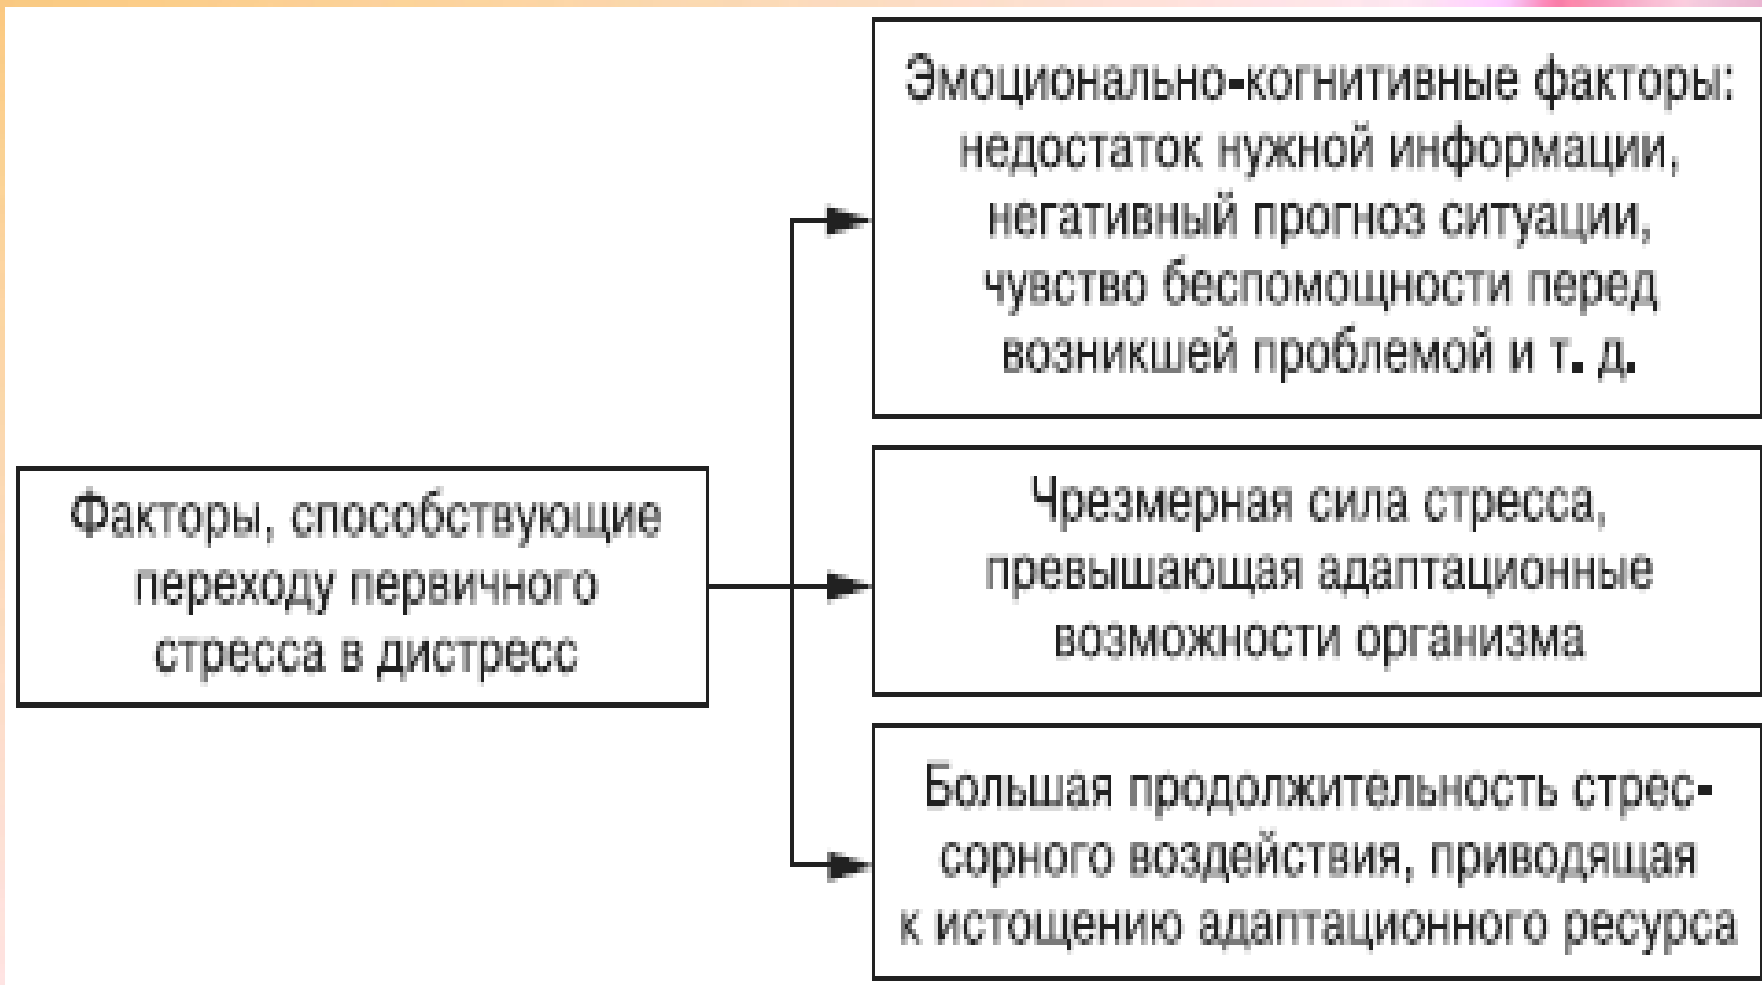 Эмоционально-когнитивные факторы:
недостаток нужной информации,
негативный прогноз ситуации,
чувство беспомощности перед
возникшей проблемой и т. д.
Факторы, способствующие
переходу первичного
стресса в дистресс
Чрезмерная сила стресса,
превышающая адаптационные
возможности организма
Большая продолжительность стрес-
сорного воздействия, приводящая
к истощению адаптационного ресурса